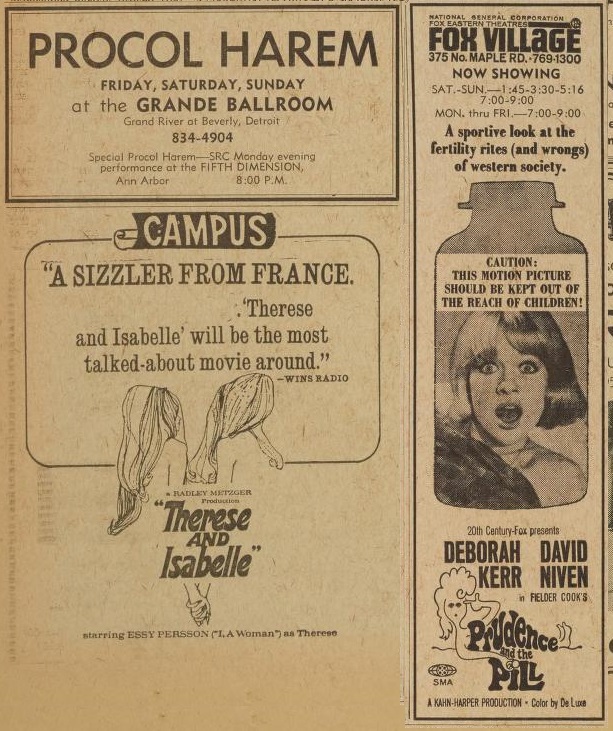 PROCOL HAREM
FRIDAY, SATURDAY, SUNDAY
at the GRANDE BALLROOM
Grand River at Beverly, Detroit
834-4904
Special Procol Harem—SRC Monday evening
performance at the FIFTH DIMENSION,
Ann Arbor 8:00 P.M.
CAMPUS
"A SIZZLER FROM FRANCE.
'Therese
and Isabelle' will be the most
talked-about movie around."
—WINS RADIO
a RADLEY METZGER
Production
"Therese
AND
Isabelle"
starring ESSY PERSSON ("I, A Woman") as Therese
NATIONAL GENERAL CORPORATION
FOX EASTERN THEATRES
FOX VILLAGE
375 No. MAPLE RD.-769-1300
NOW SHOWING
SAT.-SUN.—1:45-3:30-5:16
7:00-9:00
MON. thru FRI.—7:00-9:00
A sportive look at the
fertility rites (and wrongs)
of western society.
CAUTION:
THIS MOTION PICTURE
SHOULD BE KEPT OUT OF
THE REACH OF CHILDREN!
20th Century-Fox presents
DEBORAH DAVID
KERR NIVEN
in FIELDER COOK'S
Prudence
and the
Pill
SMA
A KAHN-HARPER PRODUCTION • Color by De Luxe